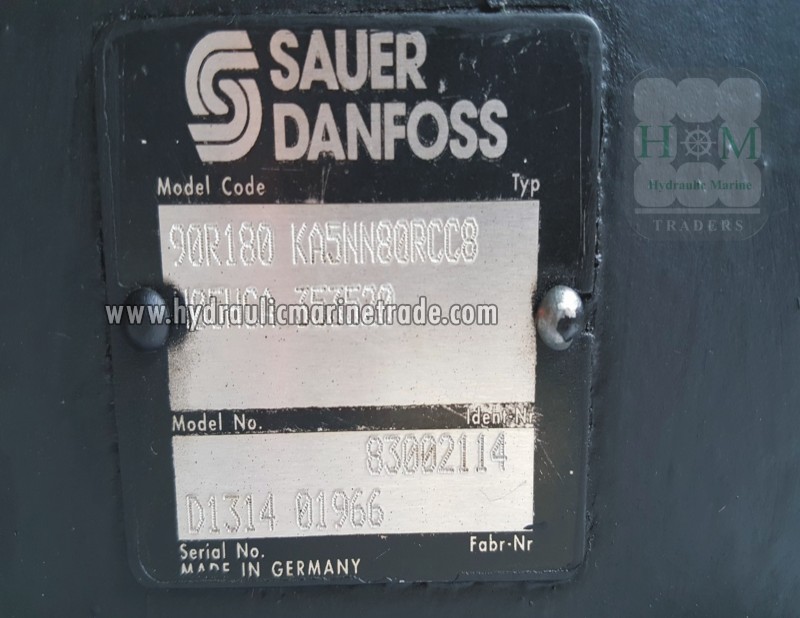 SAUER
DANFOSS
Model Code Typ
90R180 KA5NN80RCC8
www.hydraulicmarinetrade.com
Model No. Ident-Nr
83002114
D1314 01966
Serial No. Fabr-Nr
MADE IN GERMANY
H M
Hydraulic Marine
TRADERS